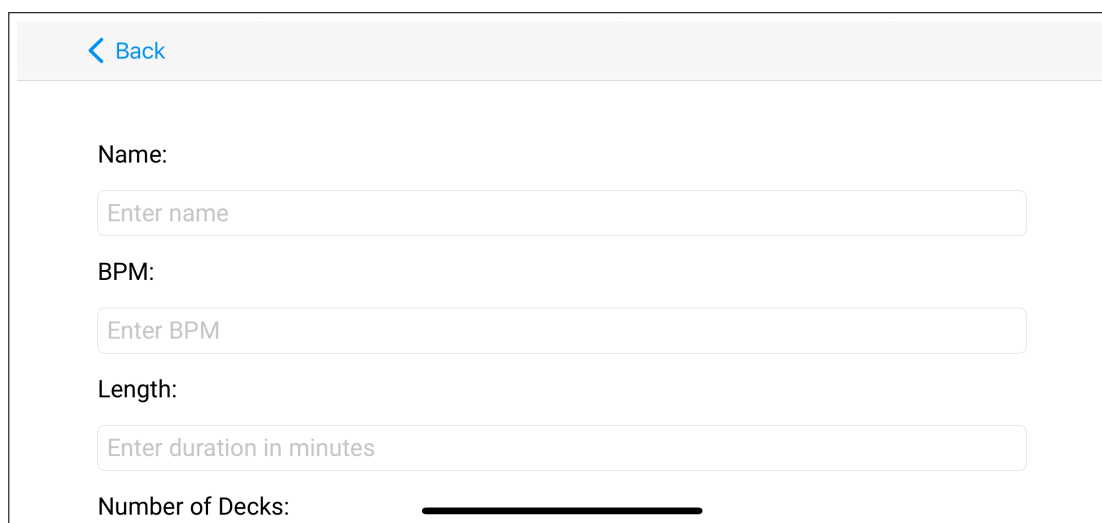 Back
Name:
Enter name
BPM:
Enter BPM
Length:
Enter duration in minutes
Number of Decks: